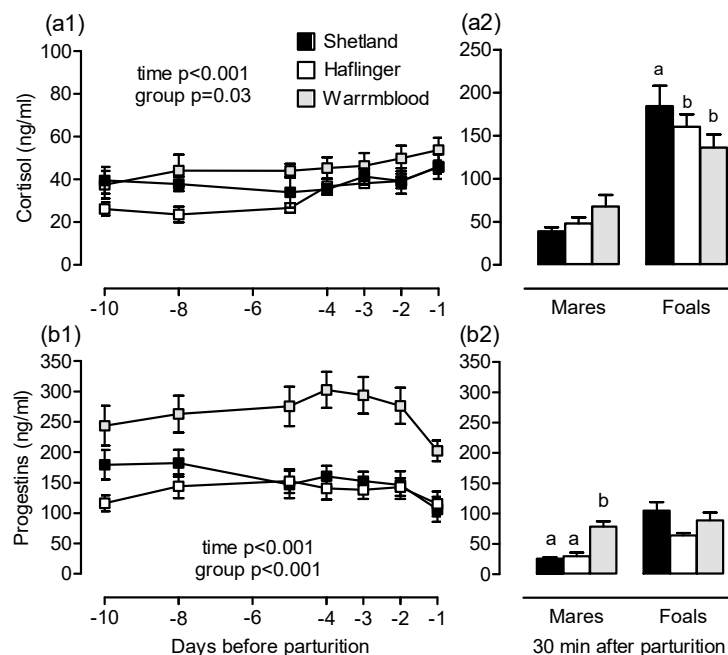 (a1)
Shetland
Haflinger
Warrmblood
time p<0.001
group p=0.03
Cortisol (ng/ml)
100
80
60
40
20
0
-10
-8
-6
-4
-3
-2
-1
(a2)
250
200
150
100
50
0
a
b
b
Mares
Foals
(b1)
Progestins (ng/ml)
350
300
250
200
150
100
50
0
time p<0.001
group p<0.001
-10
-8
-6
-4
-3
-2
-1
Days before parturition
(b2)
350
300
250
200
150
100
50
0
a
a
b
Mares
Foals
30 min after parturition